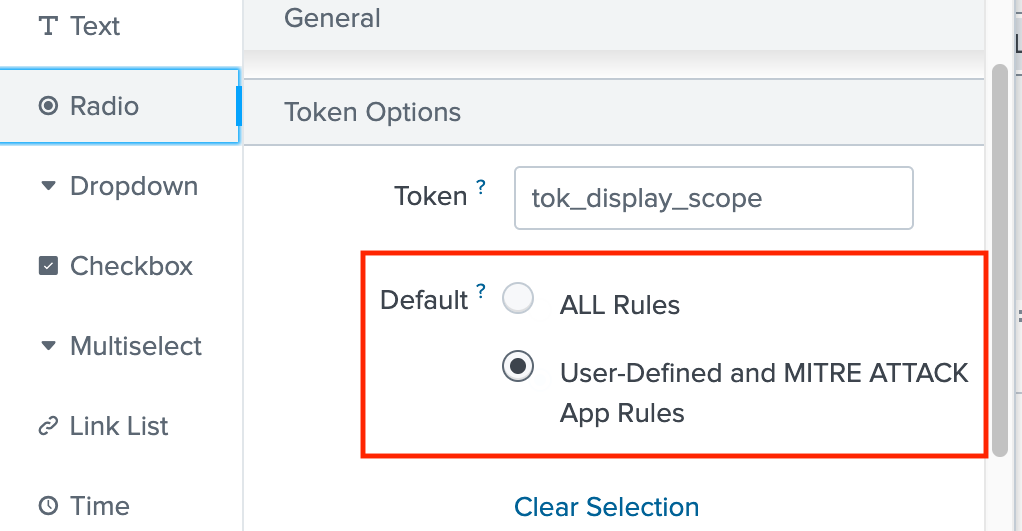 Text
Radio
Dropdown
Checkbox
Multiselect
Link List
Time
General
Token Options
Token ?
tok_display_scope
Default ?
ALL Rules
User-Defined and MITRE ATTACK
App Rules
Clear Selection